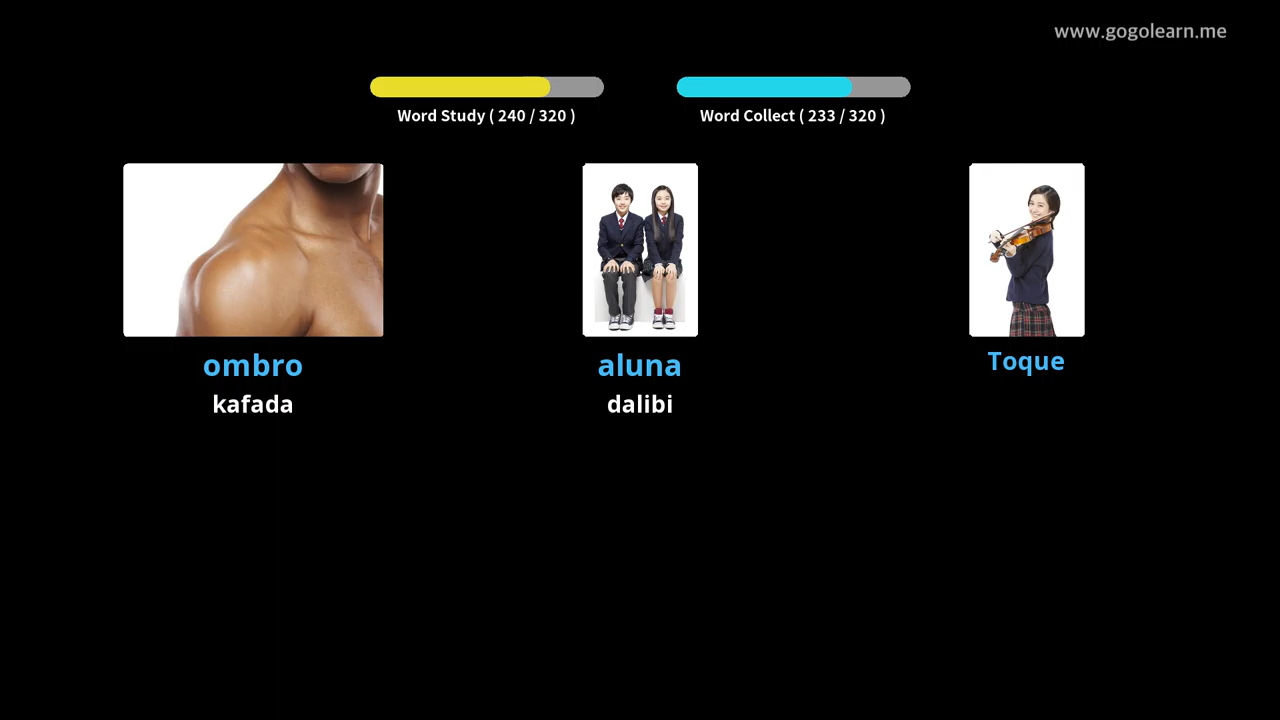 www.gogolearn.me
Word Study ( 240 / 320 )
Word Collect ( 233 / 320 )
ombro
kafada
aluna
dalibi
Toque